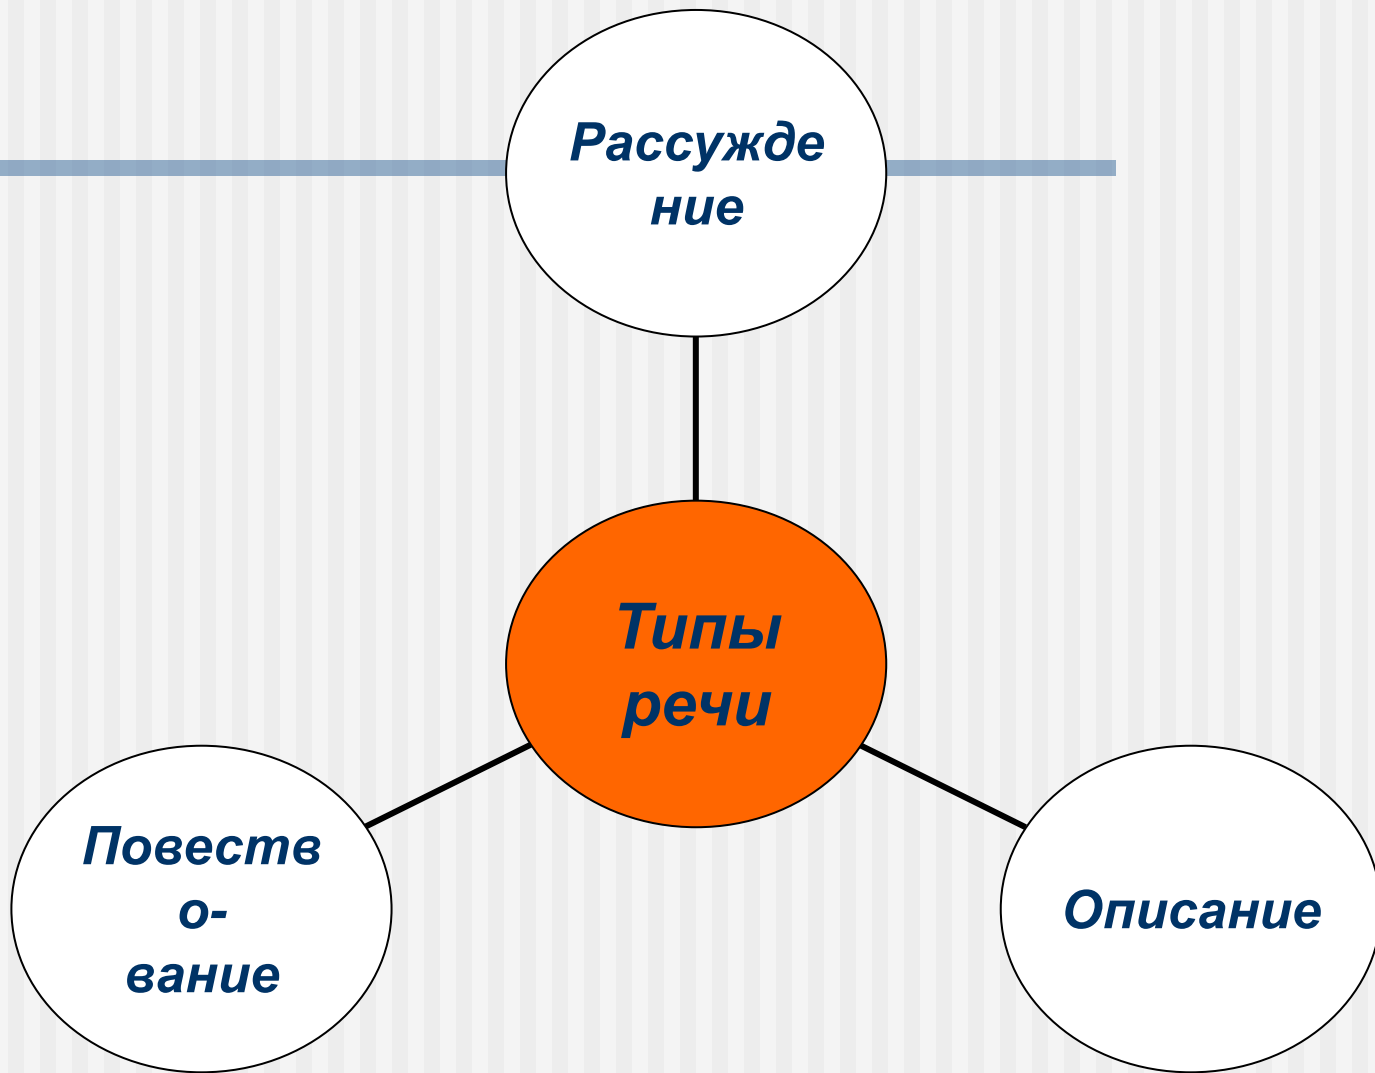 Рассужде
ние
Типы
речи
Повеств
о-
вание
Описание